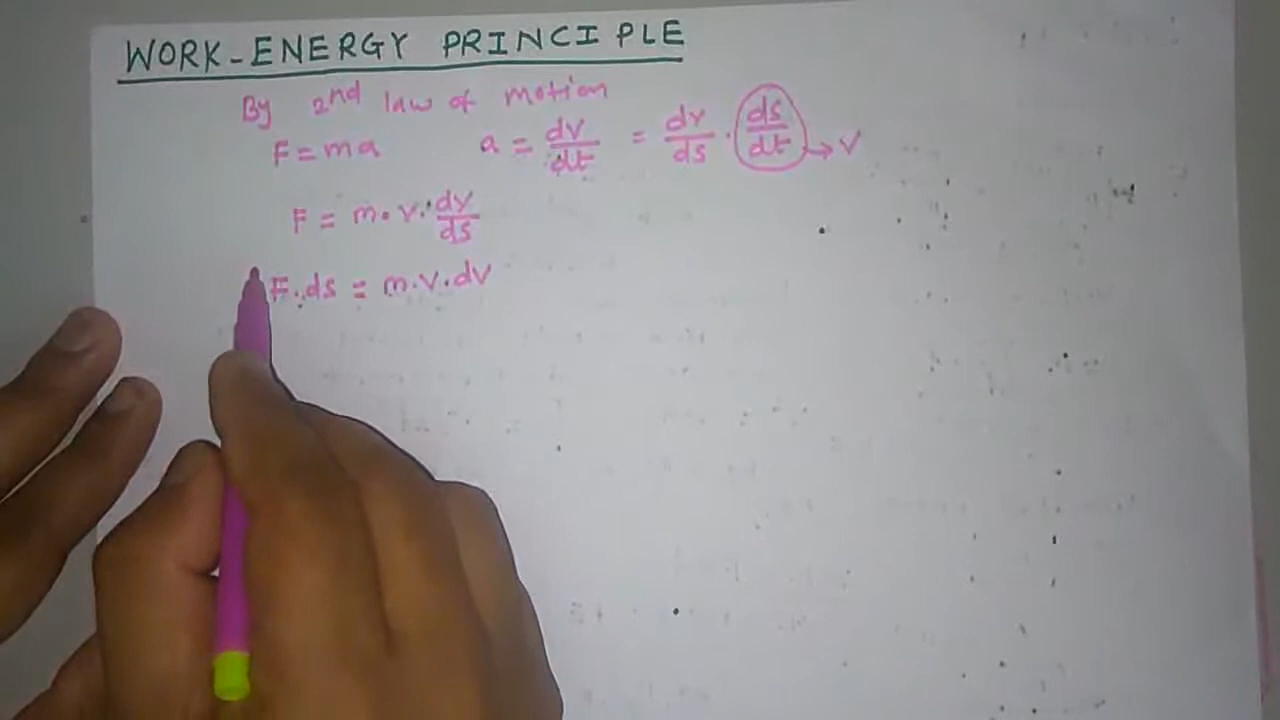 WORK-ENERGY PRINCIPLE
By 2nd law of motion
F = ma a = dv/dt = dv/ds · ds/dt → v
F = m·v·dv/ds
F·ds = m·v·dv